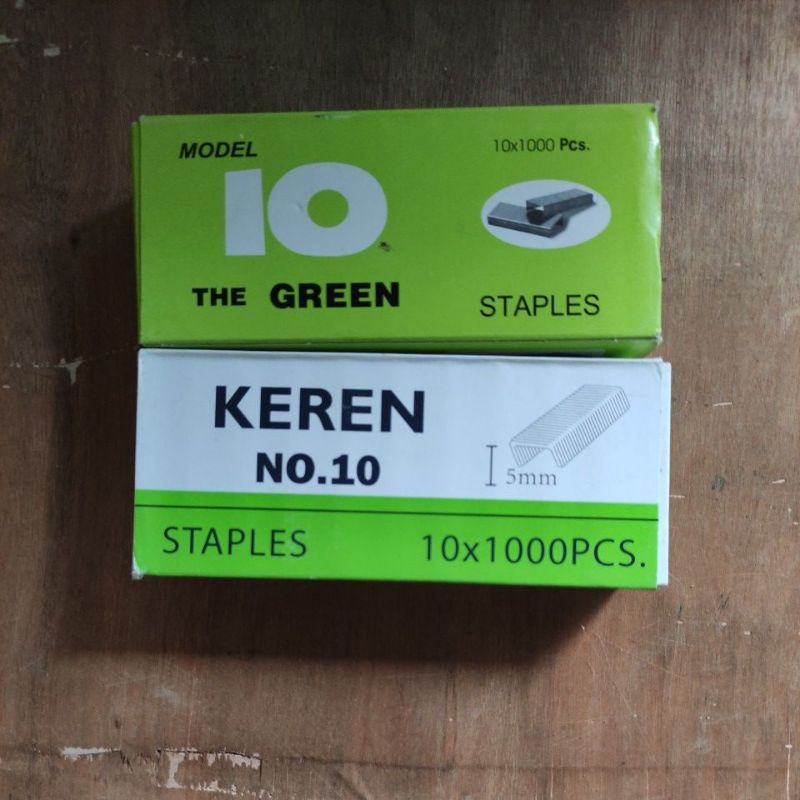 MODEL
10x1000 Pcs.
10
THE GREEN
STAPLES
KEREN
NO.10
5mm
STAPLES
10x1000PCS.